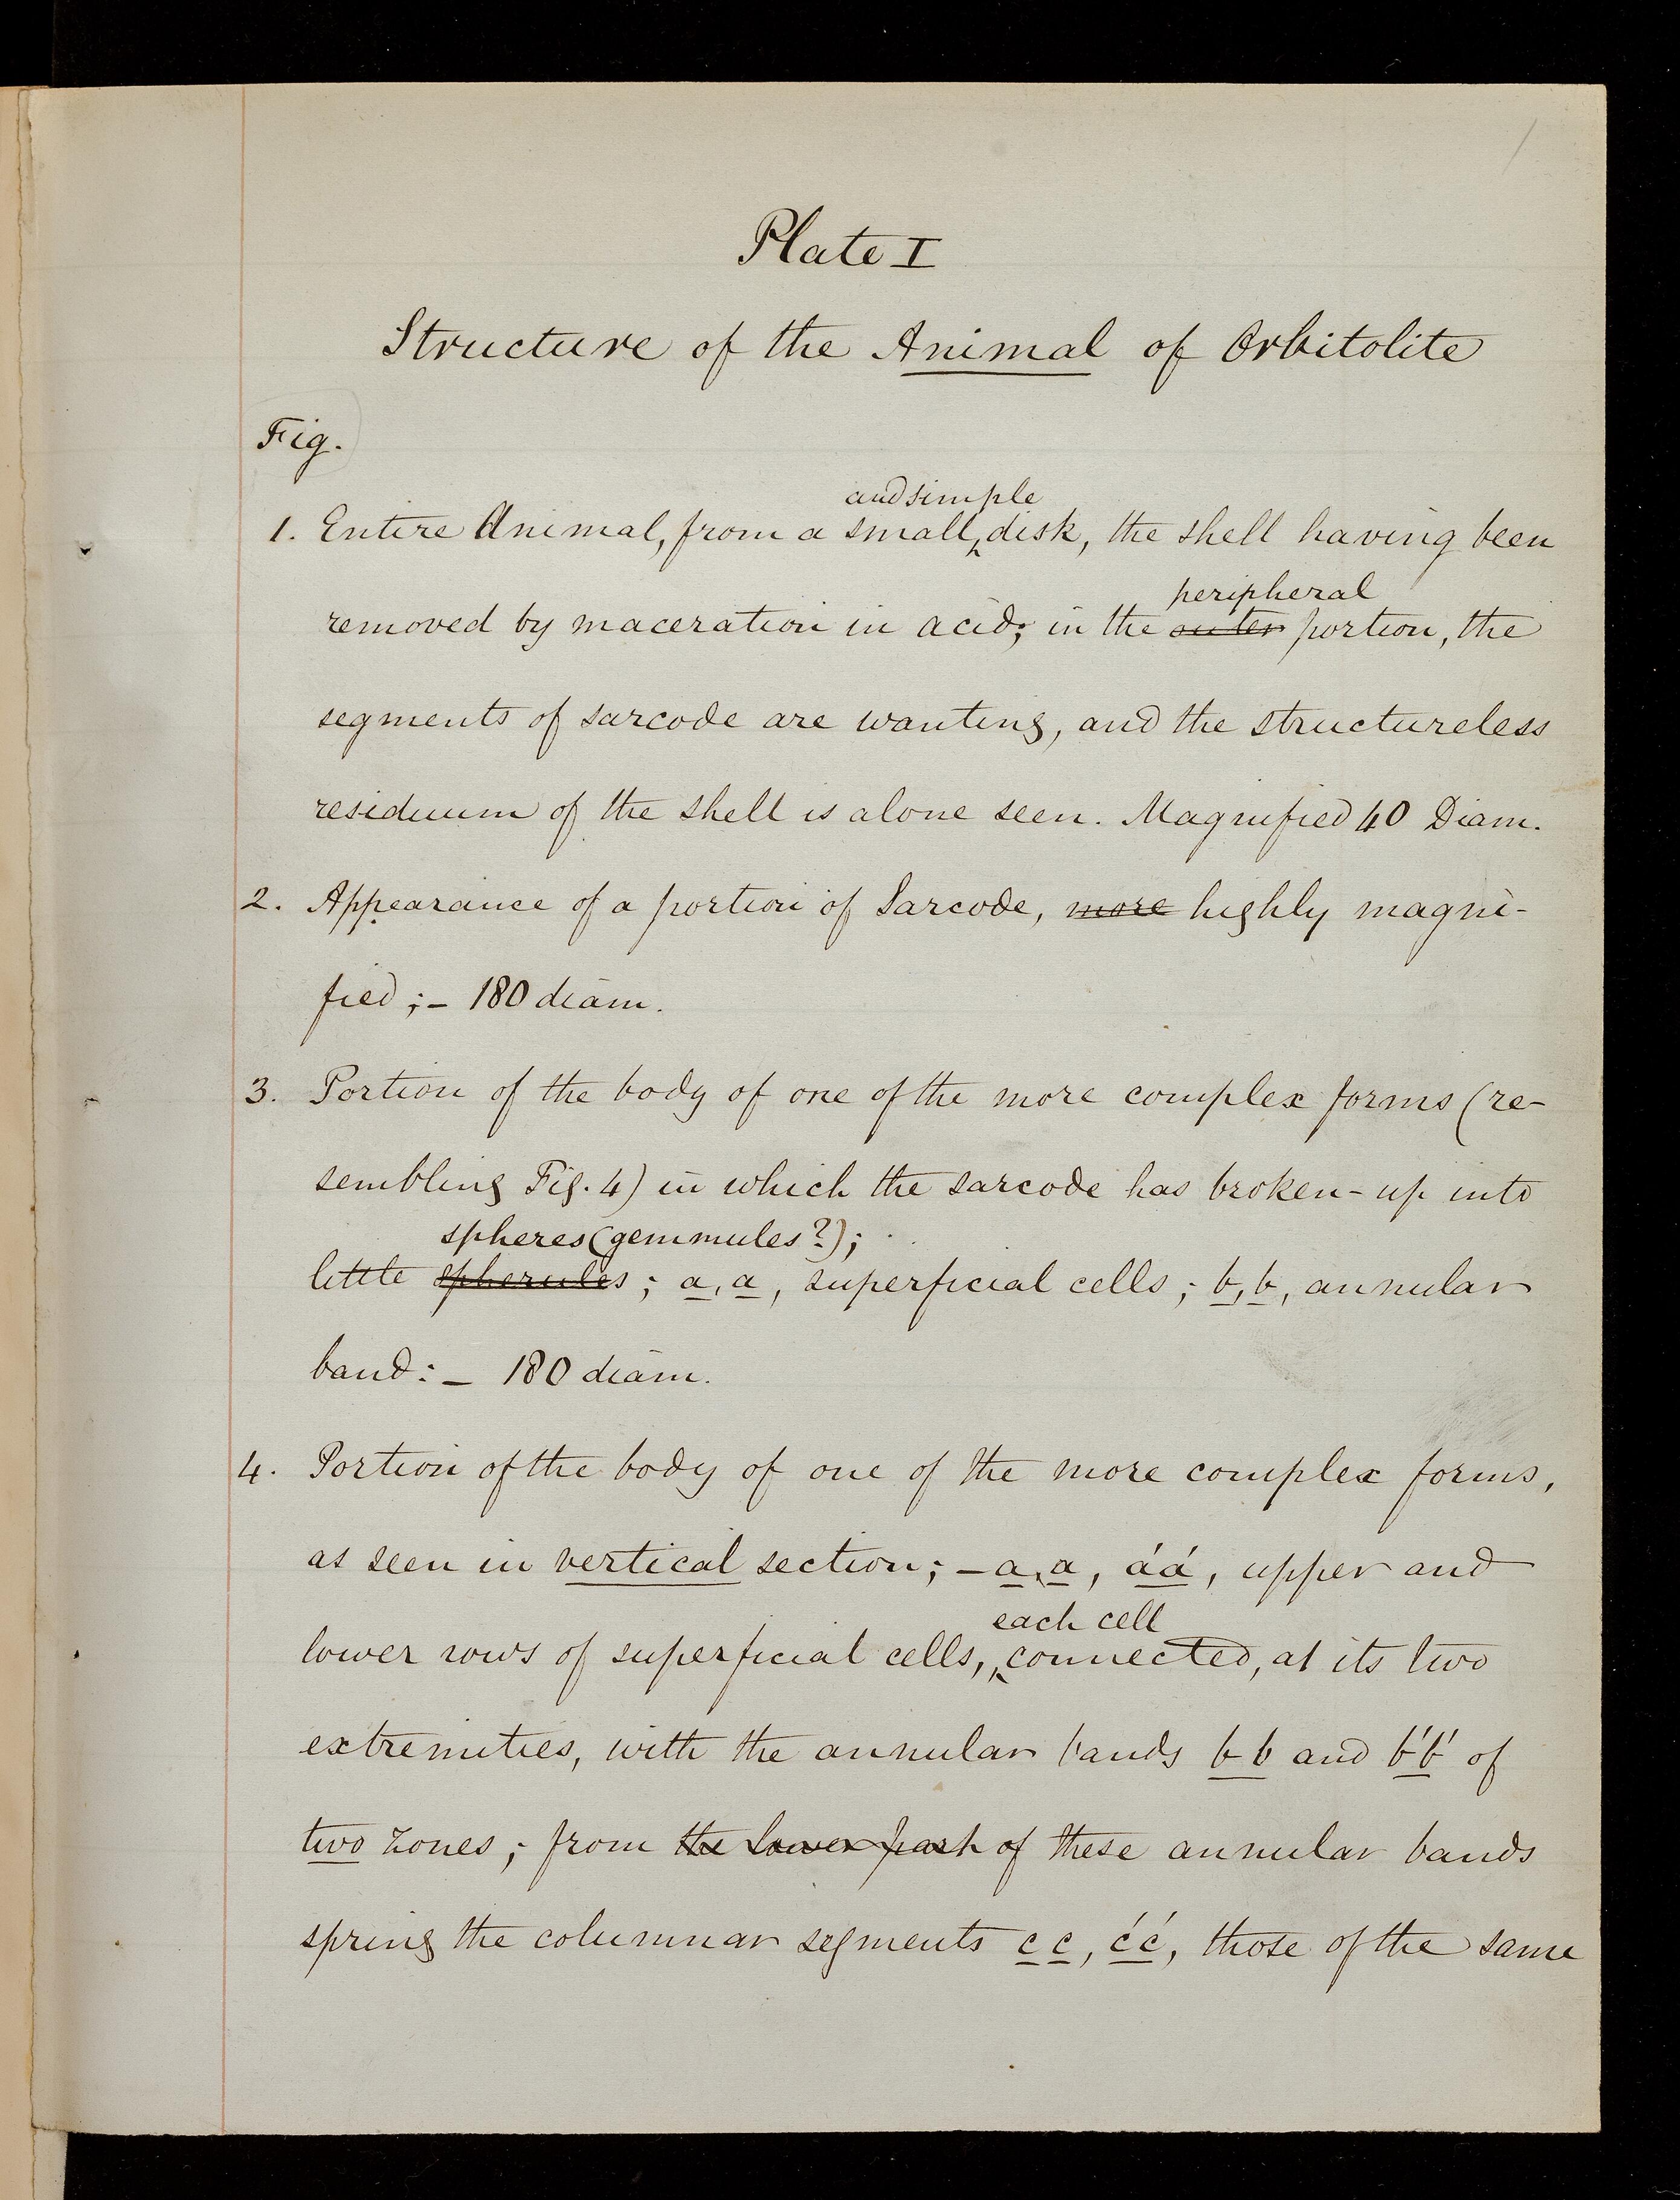 Plate I
Structure of the Animal of Orbitolite
Fig.
and simple
1. Entire Animal, from a small, disk, the shell having been
peripheral
removed by maceration in acid; in the outer portion, the
segments of sarcode are wanting, and the structureless
residuum of the shell is alone seen. Magnified 40 Diam.
2. Appearance of a portion of Sarcode, more highly magni-
fied ;- 180 diam.
3. Portion of the body of one of the more complex forms (re-
sembling Fig. 4) in which the sarcode has broken-up into
spheres (gemmules?);
little spherules; a, a, superficial cells; b, b, annular
band: - 180 diam.
4. Portion of the body of one of the more complex forms,
as seen in vertical section; - a, a, a´a´, upper and
each cell
lower rows of superficial cells, connected, at its two
extremities, with the annular bands b b and b´b´ of
two zones; from the lower part of these annular bands
spring the columnar segments c c, c´c´, those of the same